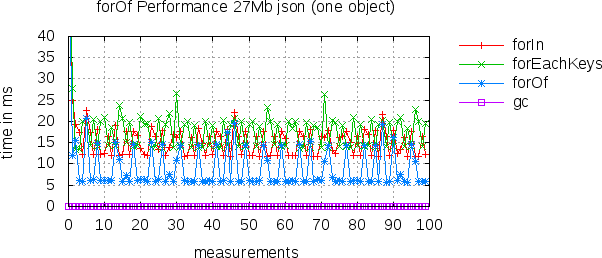 forOf Performance 27Mb json (one object)
40
35
30
25
20
15
10
5
0
time in ms
0 10 20 30 40 50 60 70 80 90 100
measurements
forIn
forEachKeys
forOf
gc